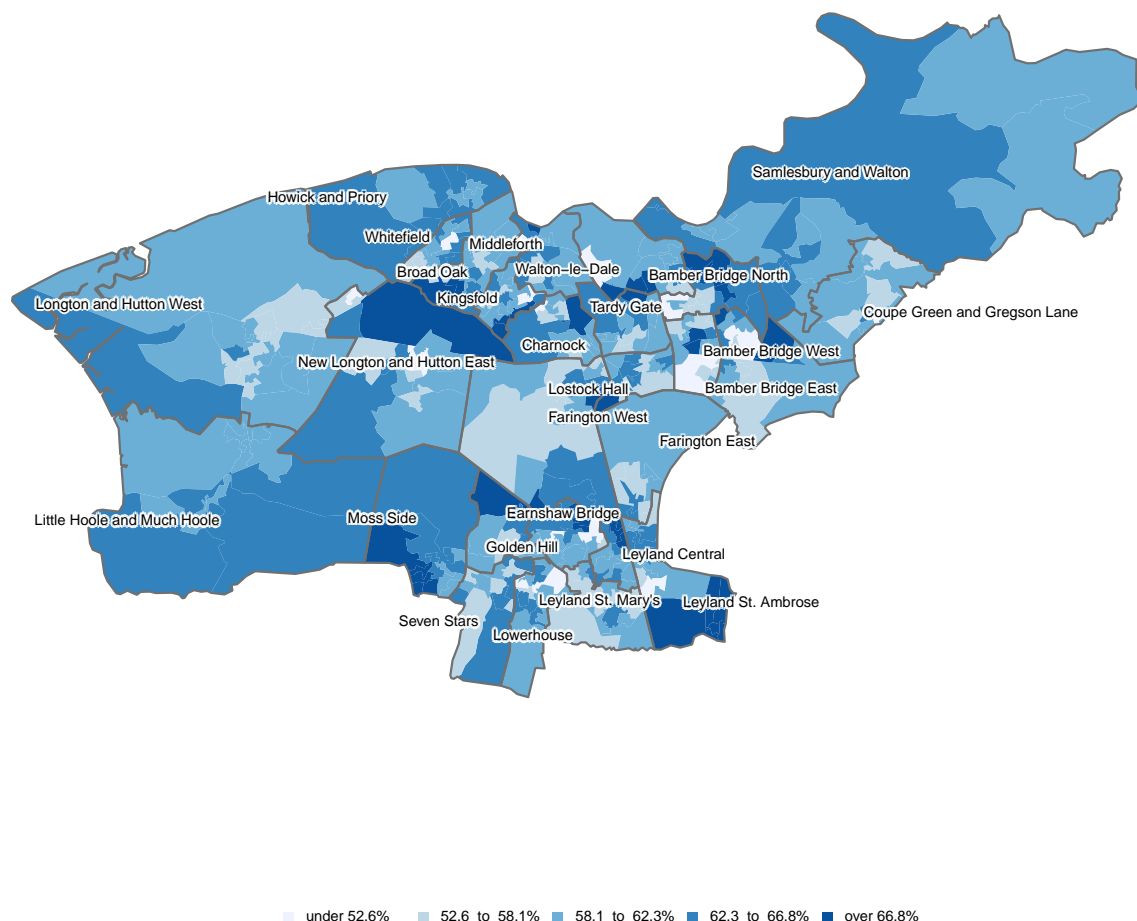 Samlesbury and Walton
Howick and Priory
Whitefield
Middleforth
Broad Oak
Walton−le−Dale
Bamber Bridge North
Kingsfold
Longton and Hutton West
Tardy Gate
Coupe Green and Gregson Lane
Charnock
Bamber Bridge West
New Longton and Hutton East
Lostock Hall
Bamber Bridge East
Farington West
Farington East
Little Hoole and Much Hoole
Moss Side
Earnshaw Bridge
Golden Hill
Leyland Central
Leyland St. Mary's
Leyland St. Ambrose
Seven Stars
Lowerhouse
under 52.6%
52.6 to 58.1%
58.1 to 62.3%
62.3 to 66.8%
over 66.8%